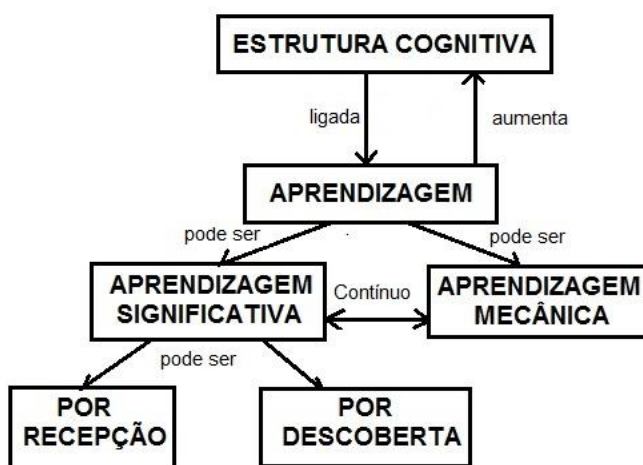 ESTRUTURA COGNITIVA
ligada
aumenta
APRENDIZAGEM
pode ser
pode ser
APRENDIZAGEM
SIGNIFICATIVA
Contínuo
APRENDIZAGEM
MECÂNICA
pode ser
POR
RECEPÇÃO
POR
DESCOBERTA